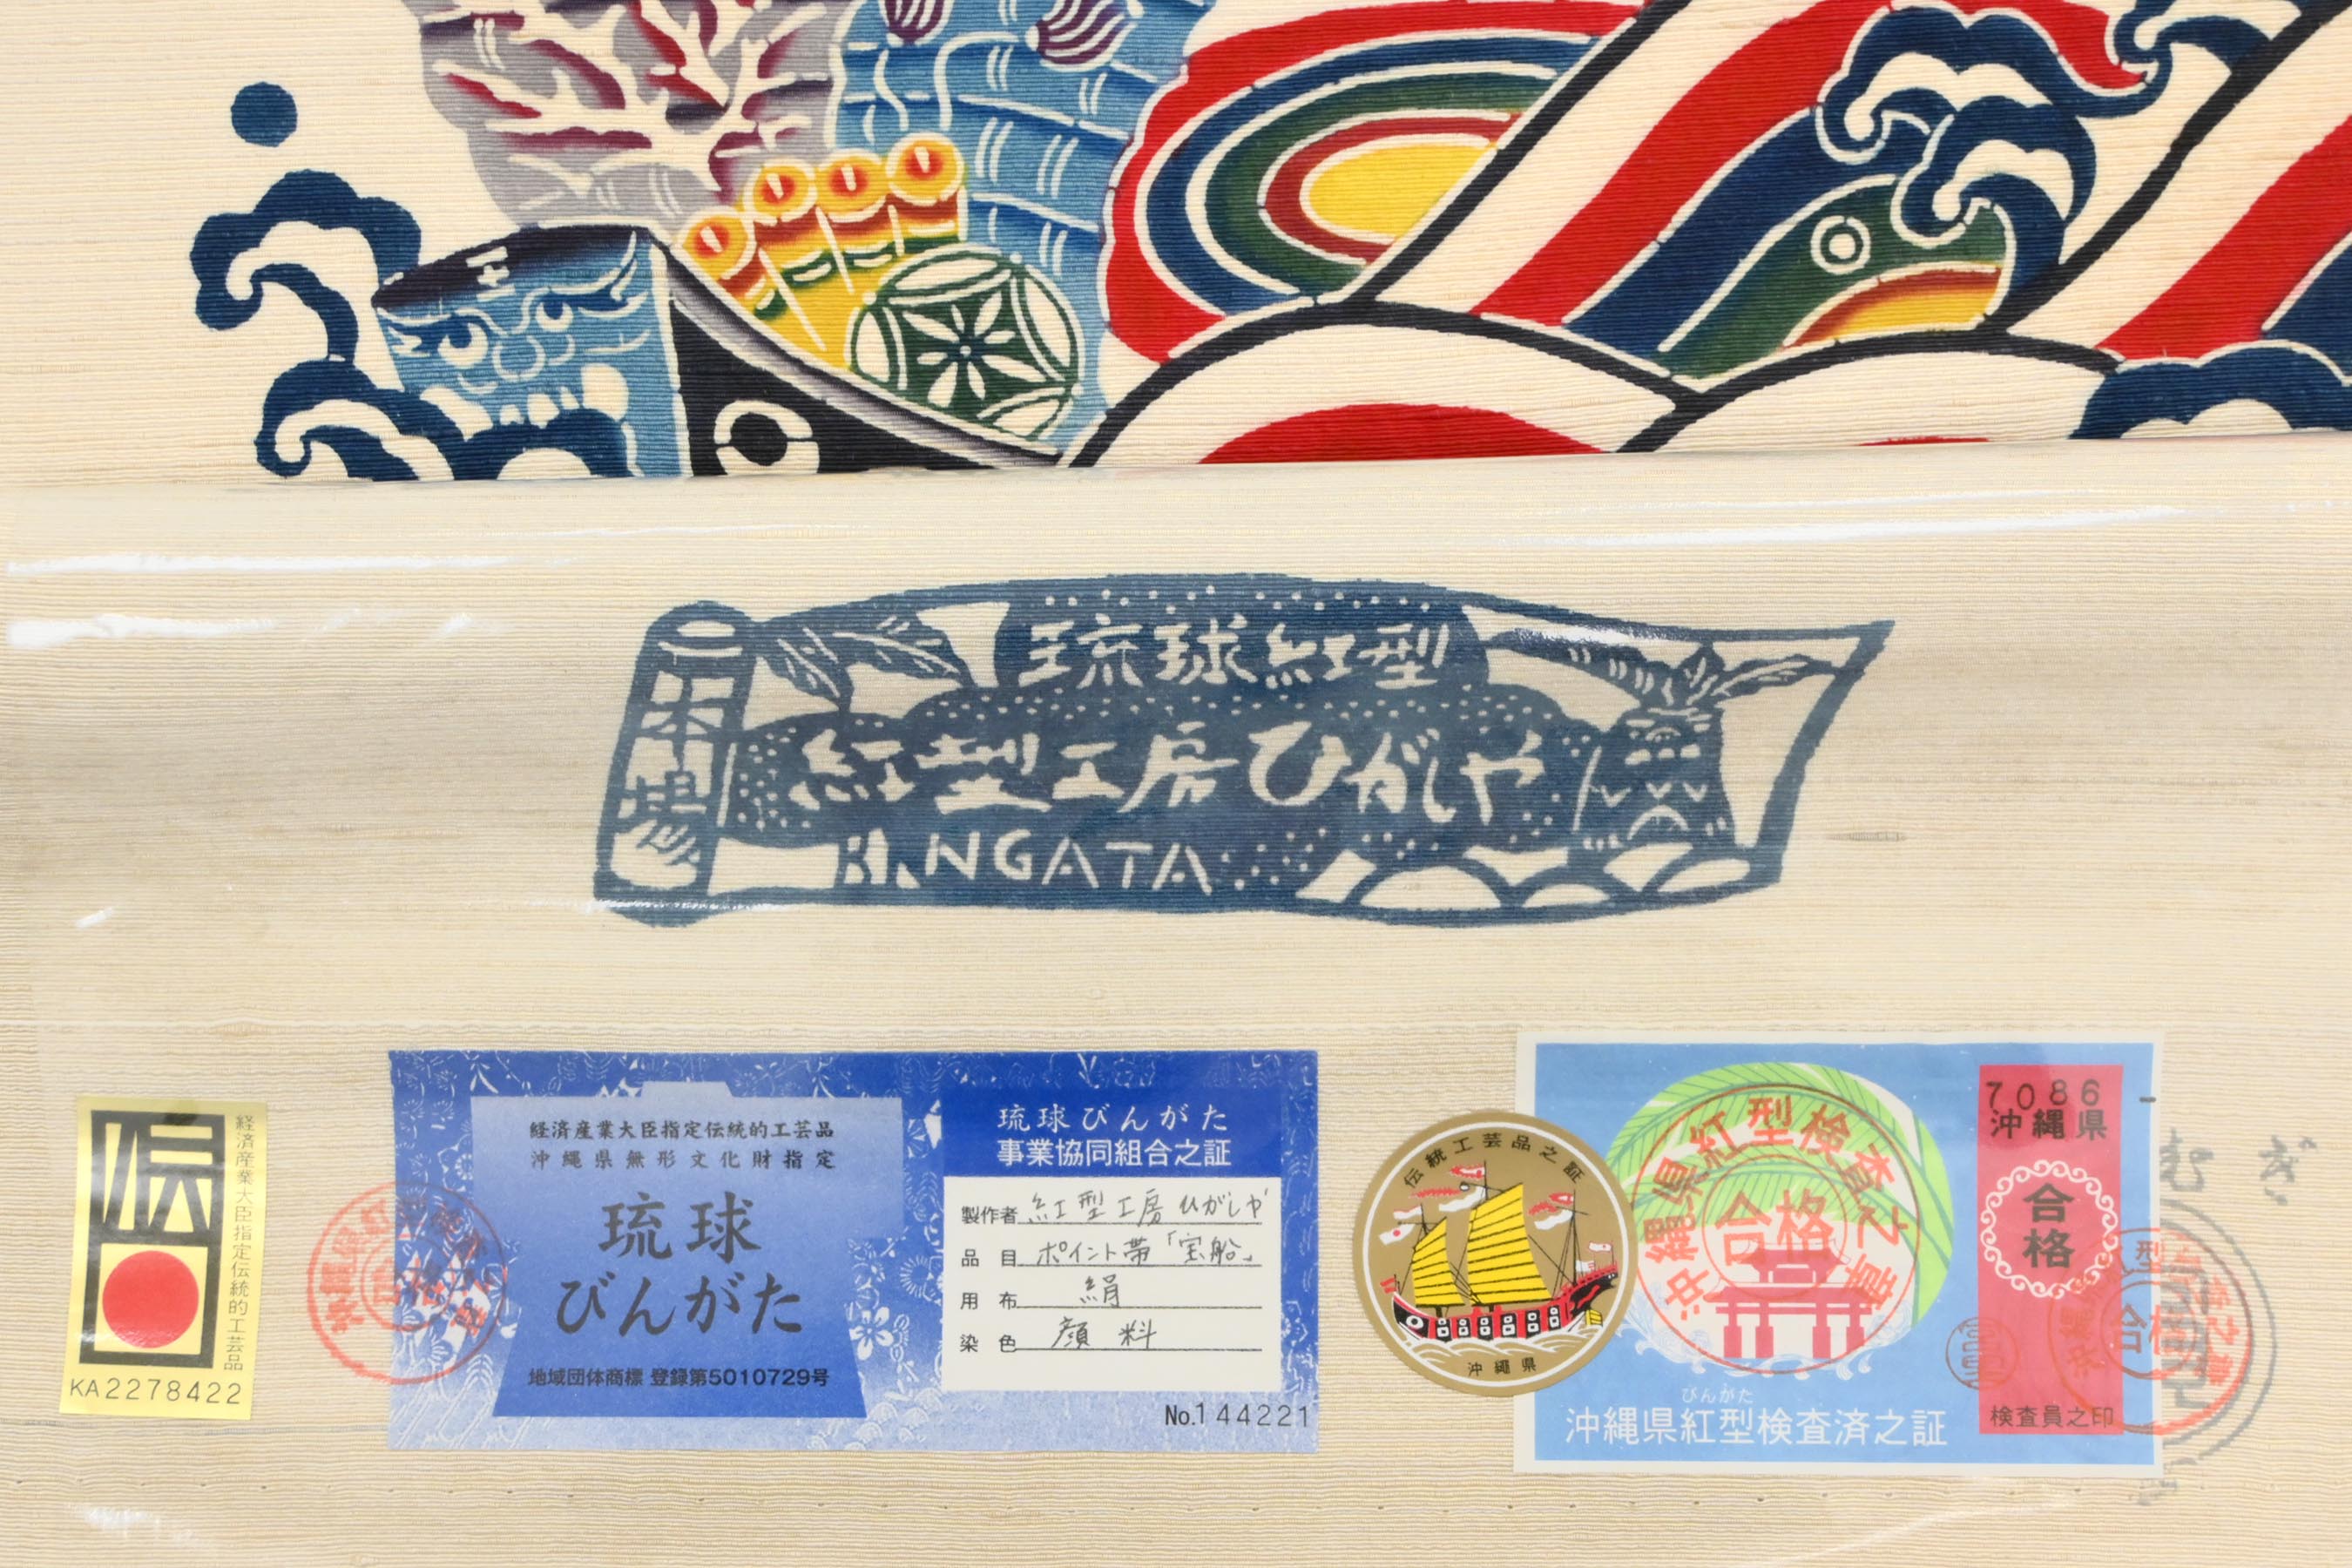 琉球紅型
日本
紅型工房ひがしや
BINGATA
伝
経済産業大臣指定伝統的工芸品
KA2278422
経済産業大臣指定伝統的工芸品
沖縄県無形文化財指定
琉球
びんがた
地域団体商標 登録第5010729号
琉球びんがた
事業協同組合之証
製作者 紅型工房ひがしや
品目 ポイント帯「宝船」
用布 絹
染色 顔料
No.144221
伝統工芸品之証
沖縄県
沖縄県紅型検査之章
合格
びんがた
沖縄県紅型検査済之証
7086
沖縄県
合格
検査員之印